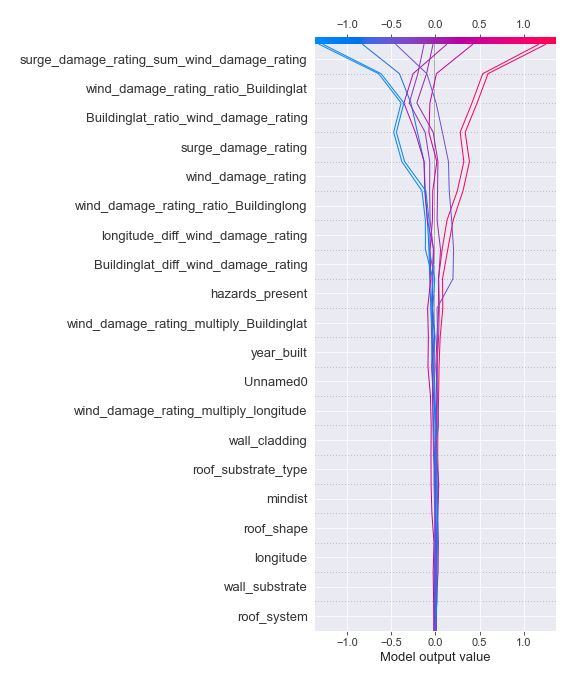 −1.0 −0.5 0.0 0.5 1.0
surge_damage_rating_sum_wind_damage_rating
wind_damage_rating_ratio_Buildinglat
Buildinglat_ratio_wind_damage_rating
surge_damage_rating
wind_damage_rating
wind_damage_rating_ratio_Buildinglong
longitude_diff_wind_damage_rating
Buildinglat_diff_wind_damage_rating
hazards_present
wind_damage_rating_multiply_Buildinglat
year_built
Unnamed0
wind_damage_rating_multiply_longitude
wall_cladding
roof_substrate_type
mindist
roof_shape
longitude
wall_substrate
roof_system
−1.0 −0.5 0.0 0.5 1.0
Model output value